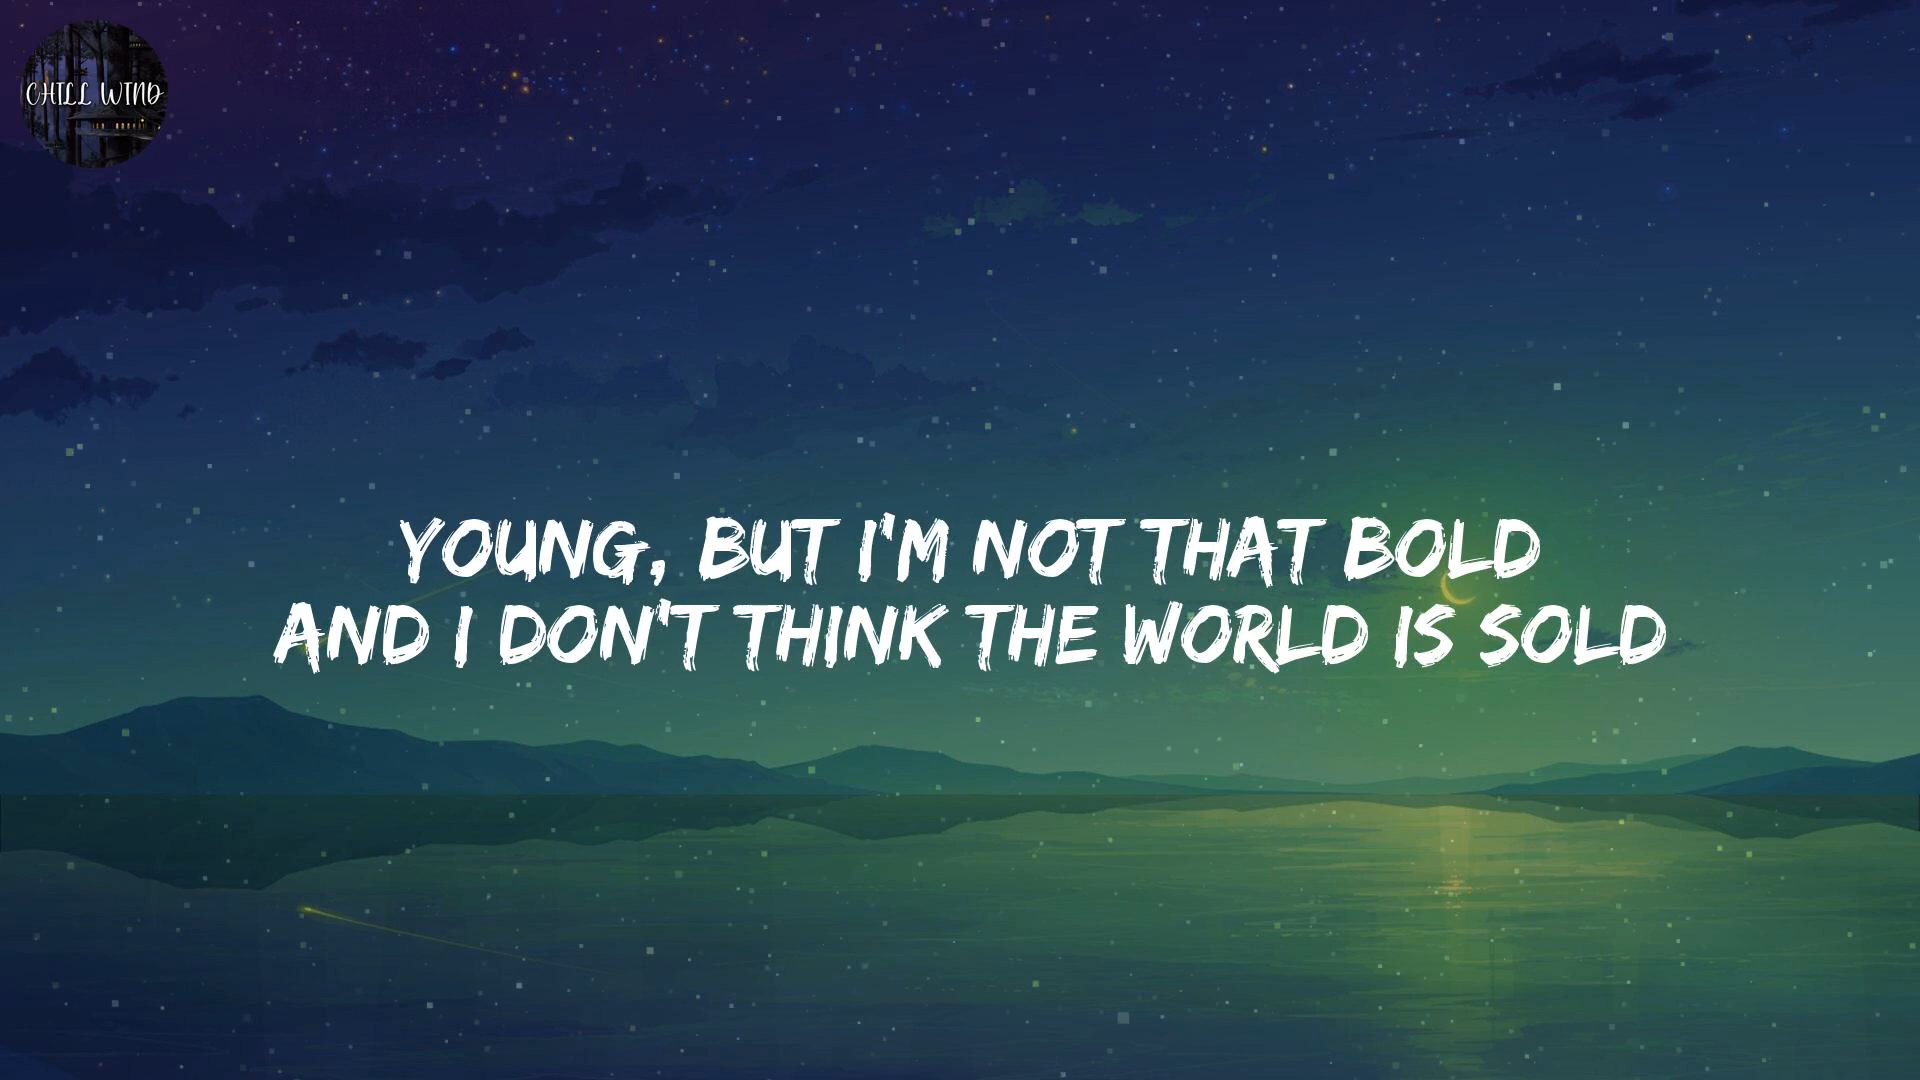 CHILL WIND
YOUNG, BUT I'M NOT THAT BOLD
AND I DON'T THINK THE WORLD IS SOLD